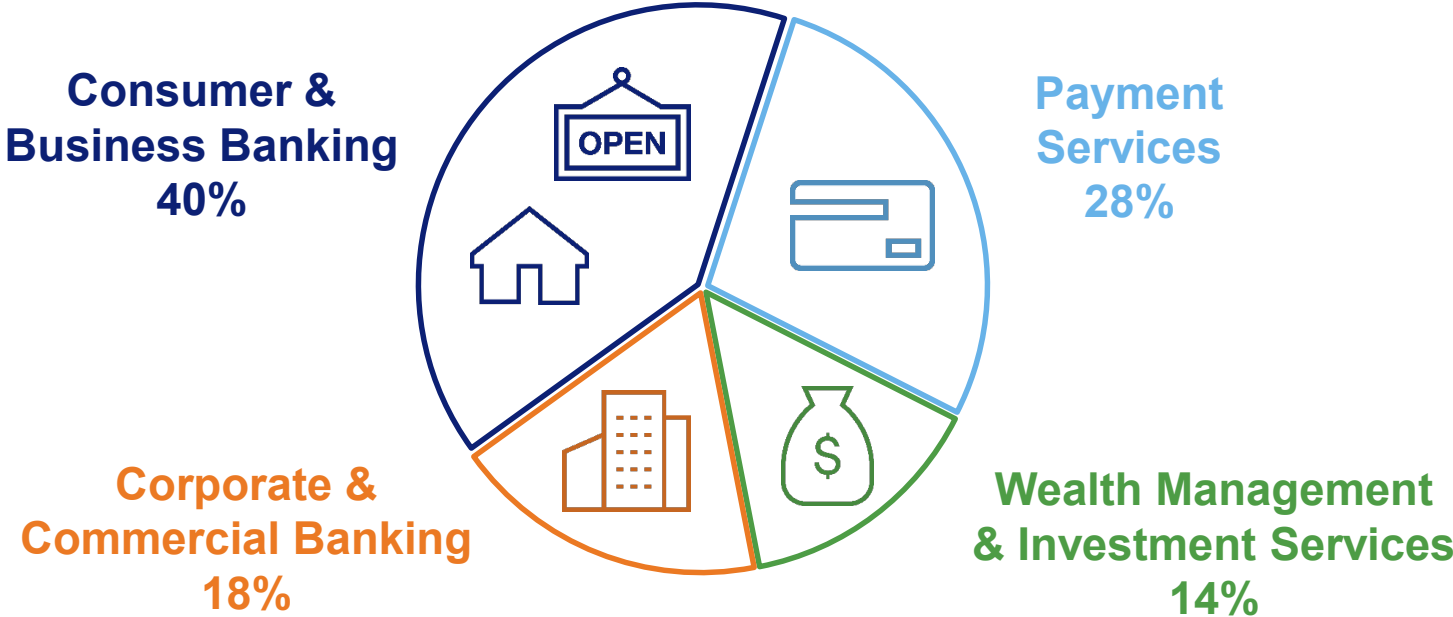 Consumer &
Business Banking
40%
OPEN
Payment
Services
28%
Corporate &
Commercial Banking
18%
$
Wealth Management
& Investment Services
14%